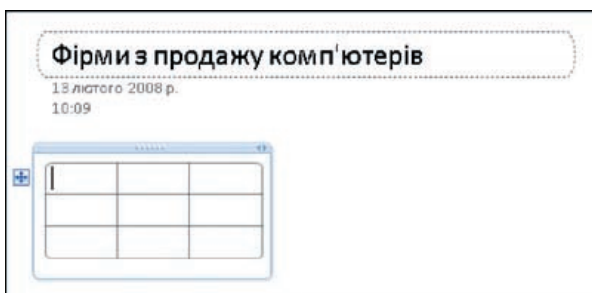 Фірми з продажу комп'ютерів
13 лютого 2008 р.
10:09